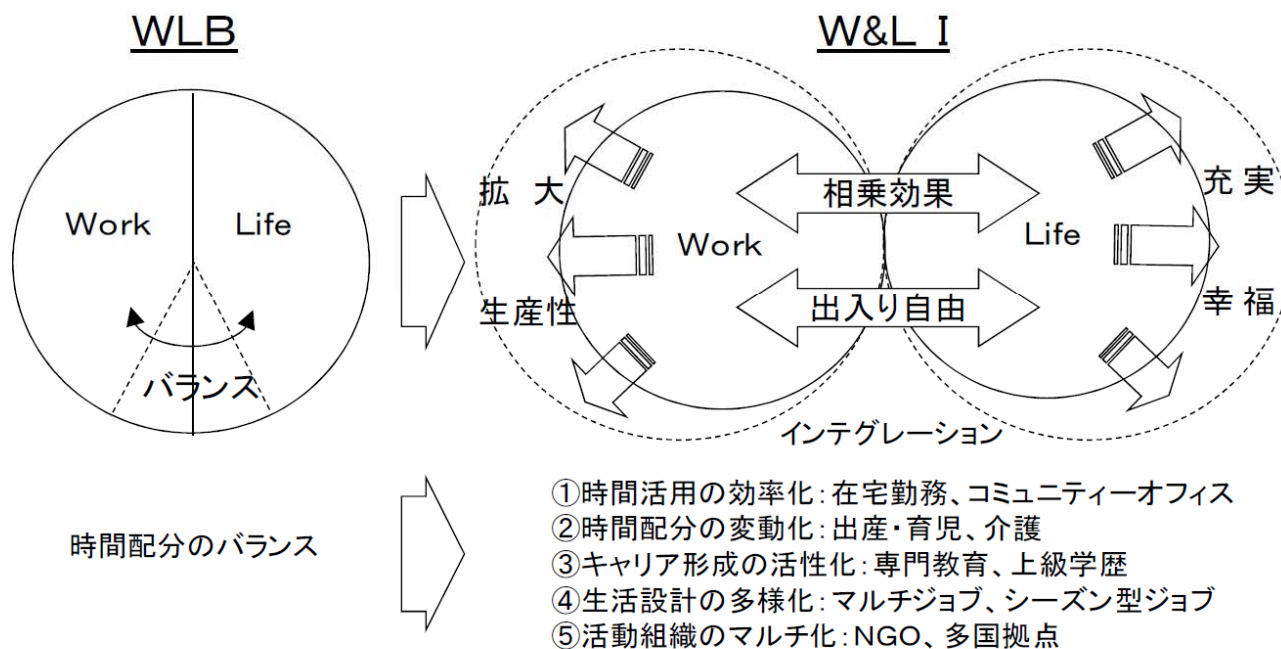 WLB
W&L I
Work
Life
バランス
拡 大
生産性
相乗効果
Work
Life
出入り自由
充 実
幸 福
インテグレーション
時間配分のバランス
①時間活用の効率化：在宅勤務、コミュニティーオフィス
②時間配分の変動化：出産・育児、介護
③キャリア形成の活性化：専門教育、上級学歴
④生活設計の多様化：マルチジョブ、シーズン型ジョブ
⑤活動組織のマルチ化：NGO、多国拠点